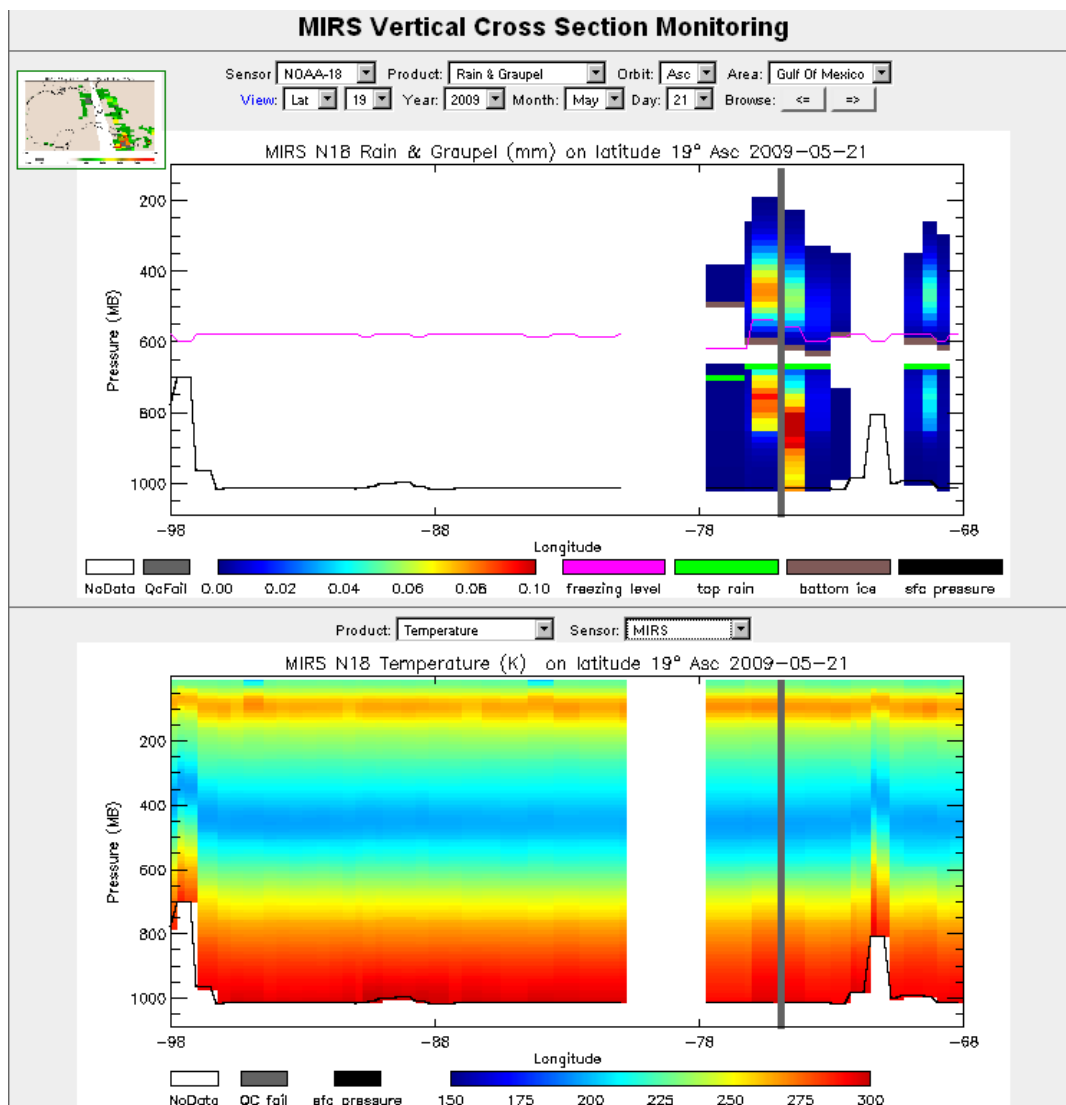 MIRS Vertical Cross Section Monitoring
Sensor NOAA-18 Product: Rain & Graupel Orbit: Asc Area: Gulf Of Mexico
View: Lat 19 Year: 2009 Month: May Day: 21 Browse: <= =>
MIRS N18 Rain & Graupel (mm) on latitude 19° Asc 2009-05-21
Pressure (MB)
200
400
600
800
1000
-98 -88 -78 -68
Longitude
NoData QcFail 0.00 0.02 0.04 0.06 0.08 0.10 freezing level top rain bottom ice sfc pressure
Product: Temperature Sensor: MIRS
MIRS N18 Temperature (K) on latitude 19° Asc 2009-05-21
Pressure (MB)
200
400
600
800
1000
-98 -88 -78 -68
Longitude
NoData QC fail sfc pressure 150 175 200 225 250 275 300